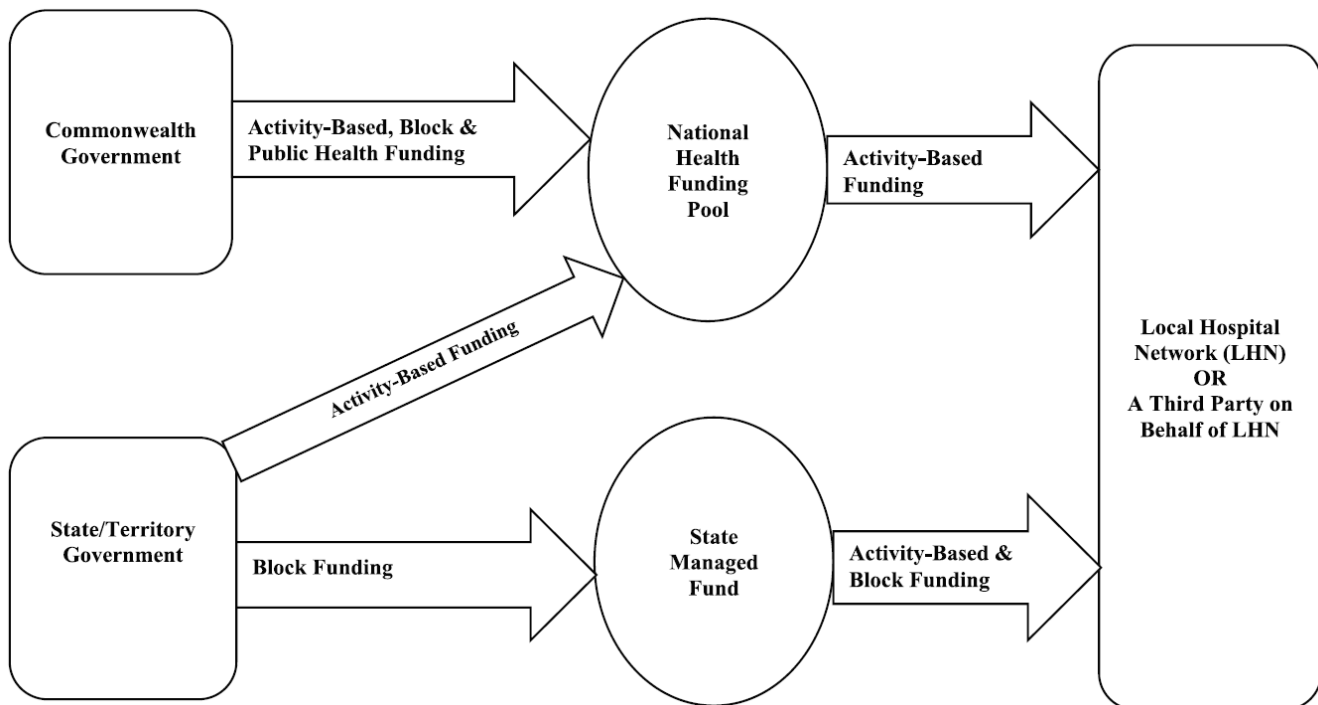 Commonwealth
Government
Activity-Based, Block &
Public Health Funding
National
Health
Funding
Pool
Activity-Based
Funding
Activity-Based Funding
Local Hospital
Network (LHN)
OR
A Third Party on
Behalf of LHN
State/Territory
Government
Block Funding
State
Managed
Fund
Activity-Based &
Block Funding